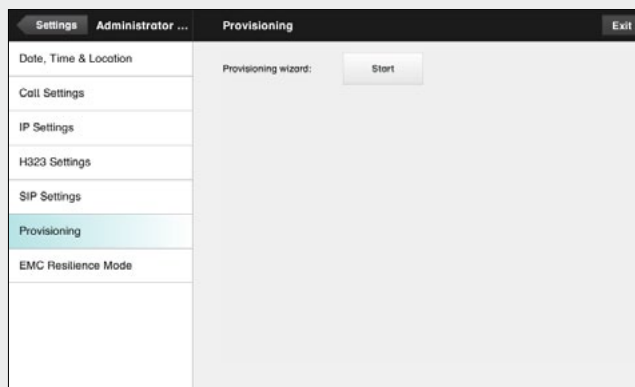 Settings
Administrator ...
Provisioning
Exit
Date, Time & Location
Call Settings
IP Settings
H323 Settings
SIP Settings
Provisioning
EMC Resilience Mode
Provisioning wizard:
Start